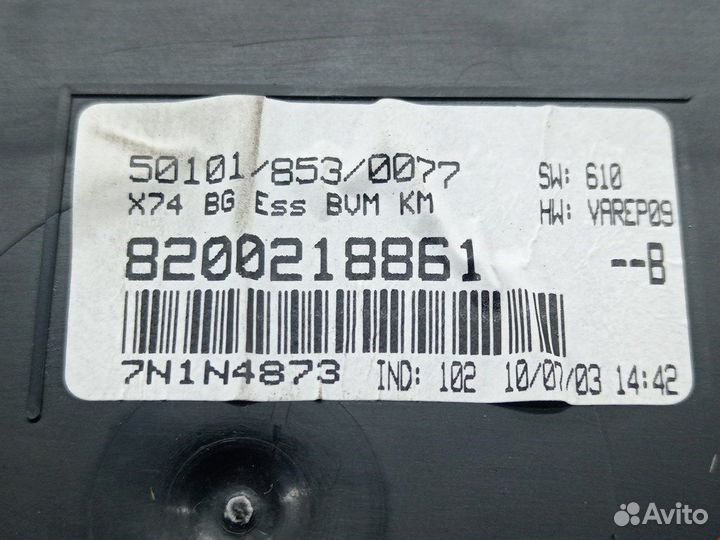 50101/853/0077
SW: 610
X74 BG Ess BVM KM
HW: VAREP09
8200218861
--B
7N1N4873
IND: 102
10/07/03 14:42
Avito